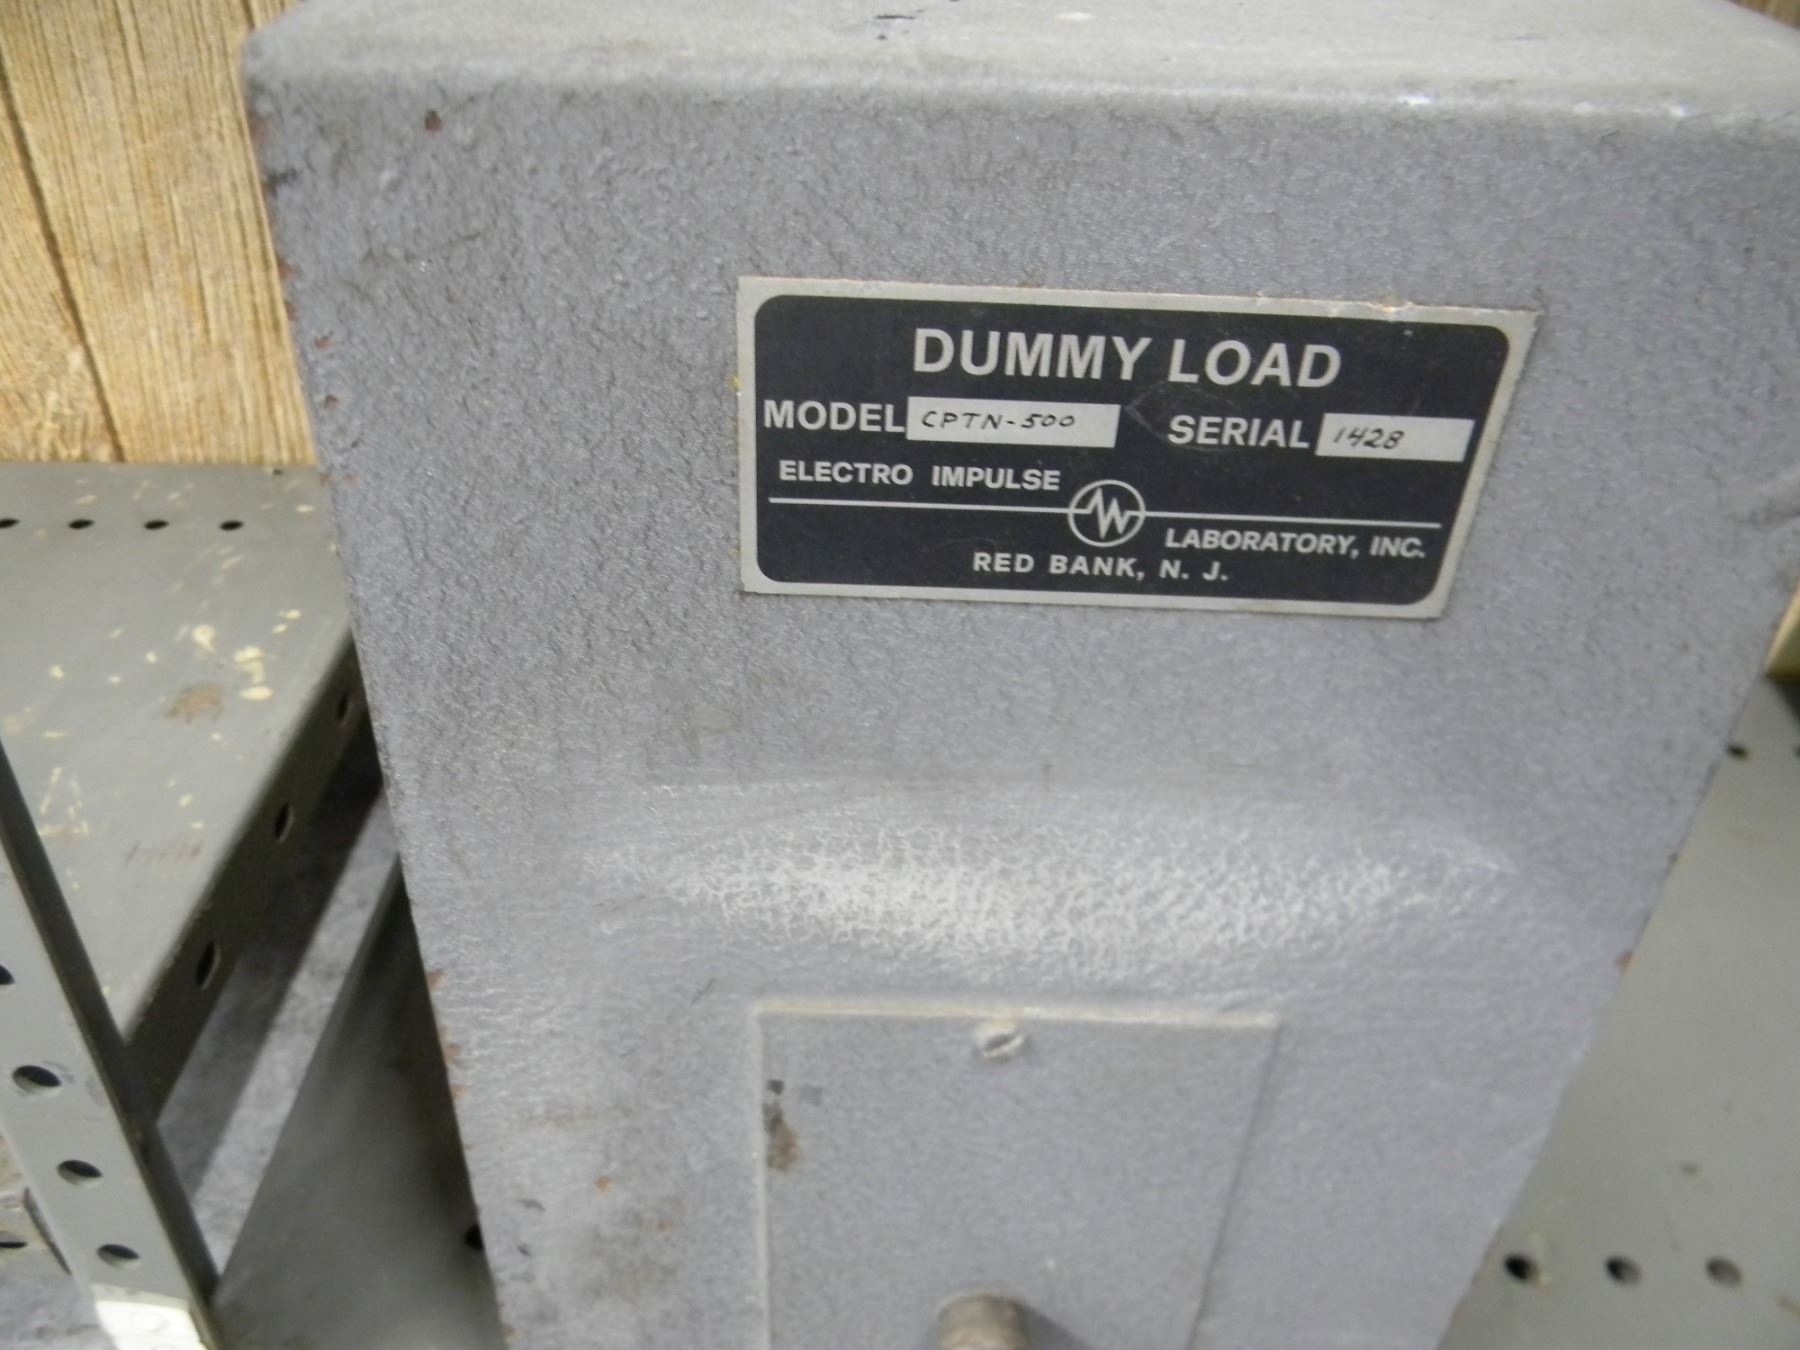 DUMMY LOAD
MODEL CPTN-500 SERIAL 1428
ELECTRO IMPULSE
LABORATORY, INC.
RED BANK, N. J.